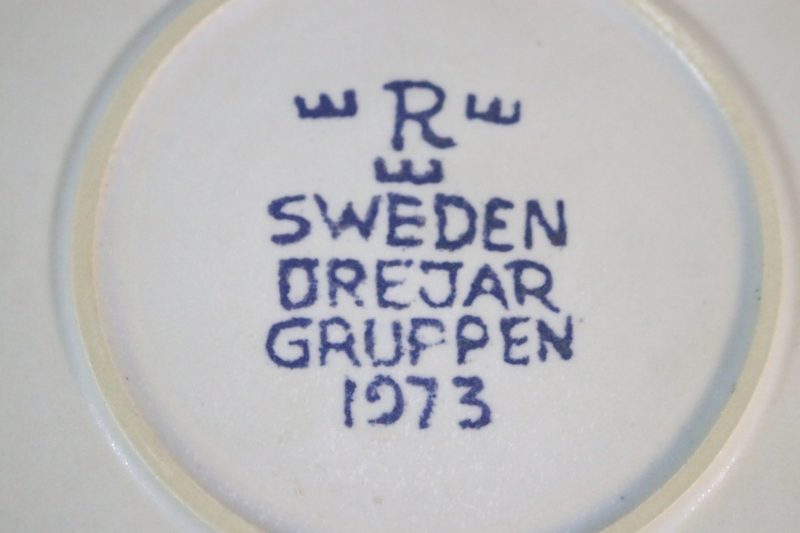 R
SWEDEN
DREJAR
GRUPPEN
1973